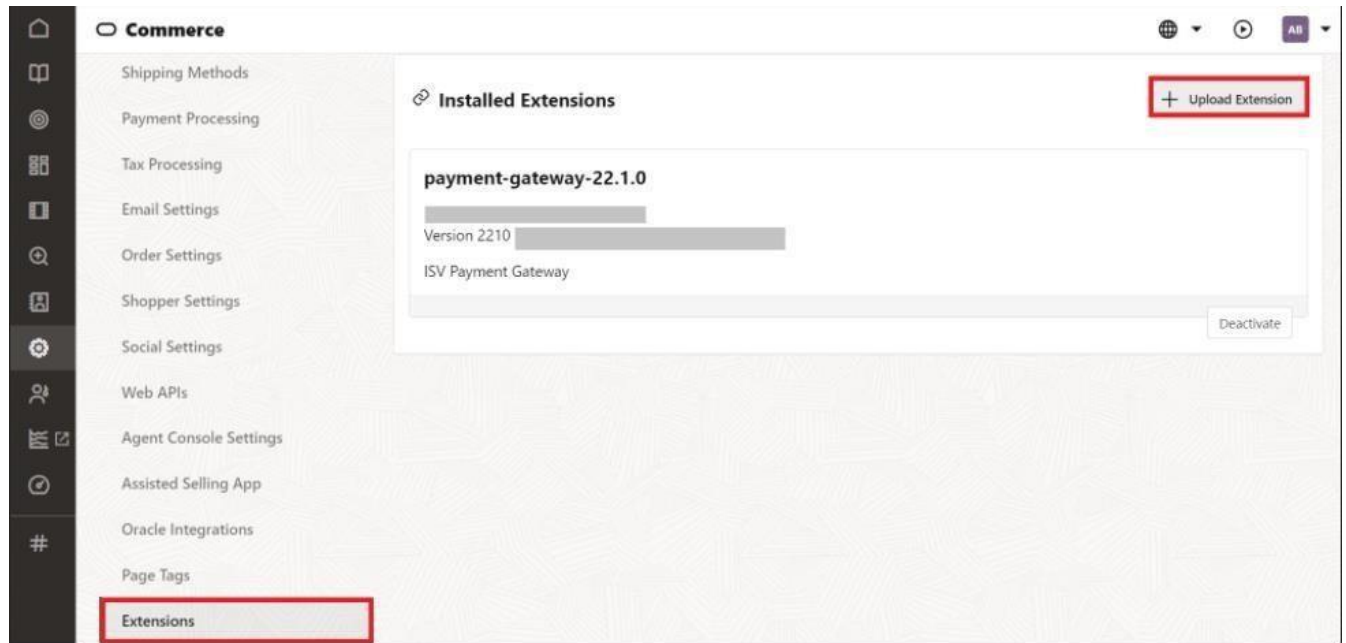 Commerce
AB
Shipping Methods
Payment Processing
Tax Processing
Email Settings
Order Settings
Shopper Settings
Social Settings
Web APIs
Agent Console Settings
Assisted Selling App
Oracle Integrations
Page Tags
Extensions
Installed Extensions
+ Upload Extension
payment-gateway-22.1.0
Version 2210
ISV Payment Gateway
Deactivate
#